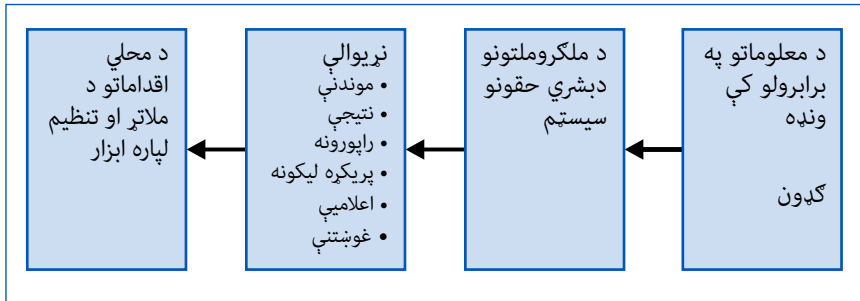 د معلوماتو په
برابرولو کې
ونډه
ګډون
د ملګروملتونو
دبشري حقونو
سیسټم
نړیوالې
• موندنې
• نتیجې
• راپورونه
• پریکړه لیکونه
• اعلامیې
• غوښتنې
د محلي
اقداماتو د
ملاتړ او تنظیم
لپاره ابزار